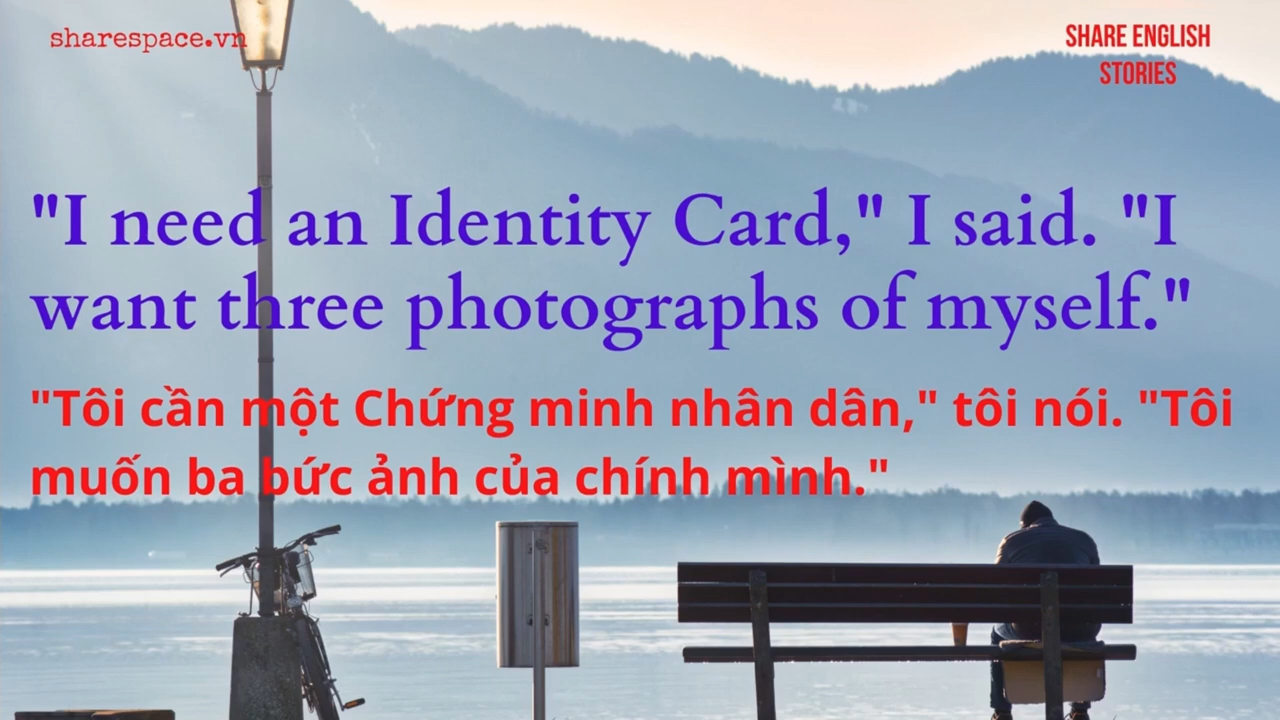 sharespace.vn
SHARE ENGLISH
STORIES
"I need an Identity Card," I said. "I
want three photographs of myself."
"Tôi cần một Chứng minh nhân dân," tôi nói. "Tôi
muốn ba bức ảnh của chính mình."